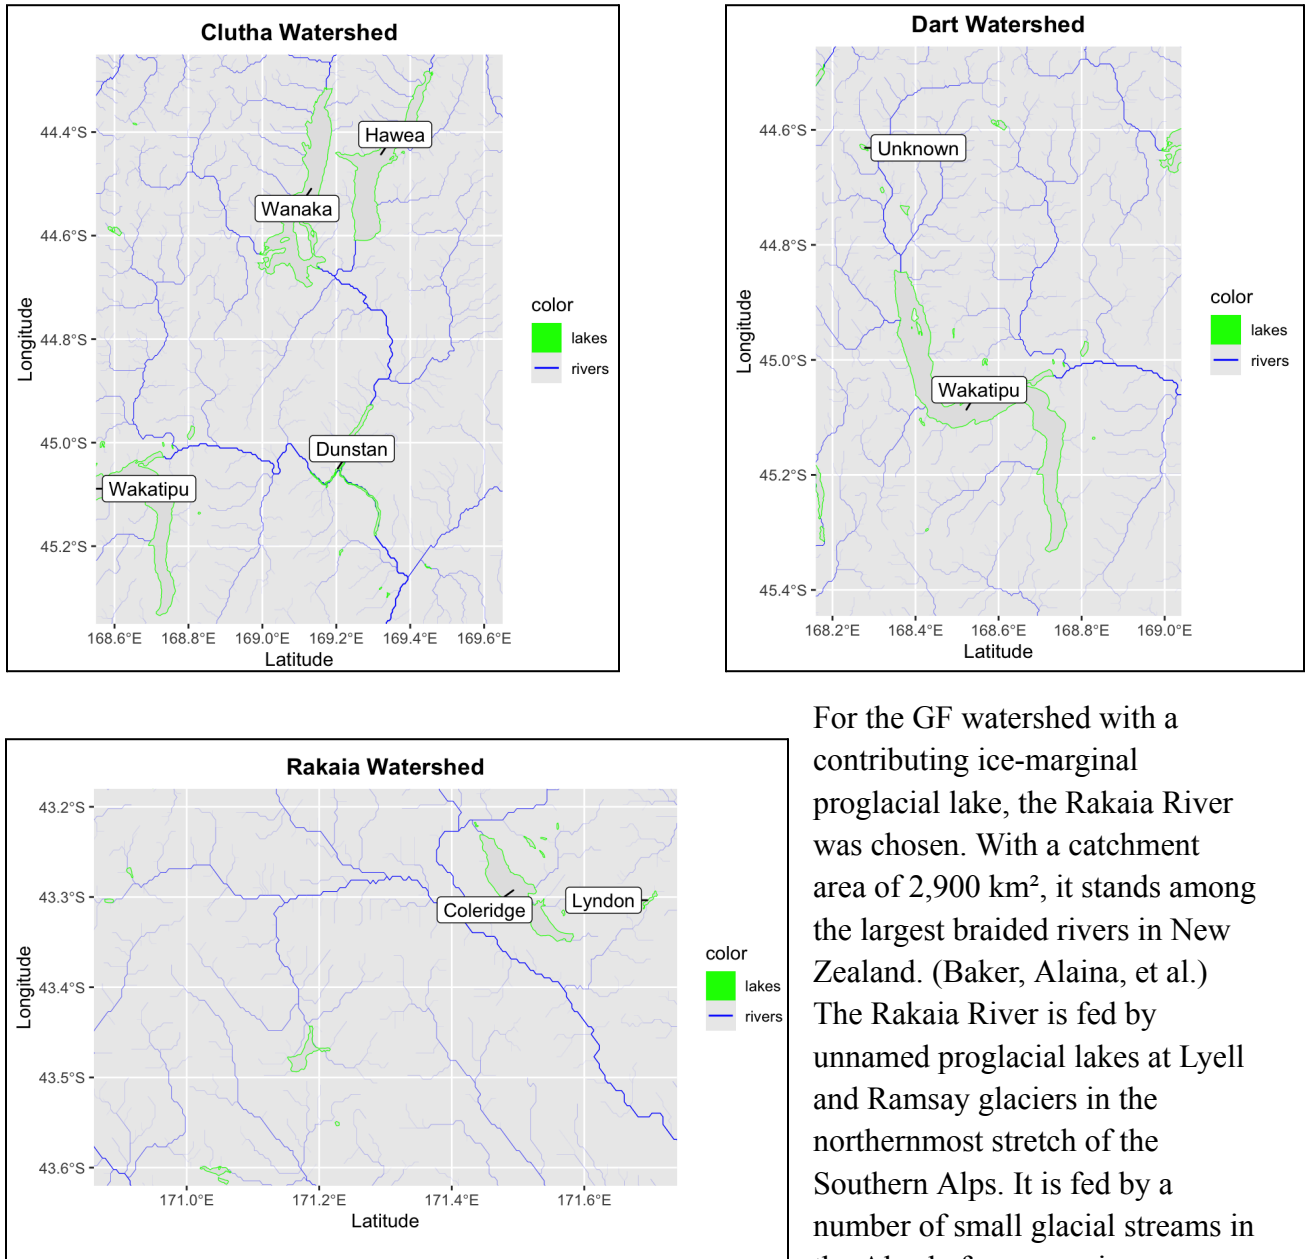 Clutha Watershed
44.4°S
44.6°S
44.8°S
45.0°S
45.2°S
Longitude
Hawea
Wanaka
Dunstan
Wakatipu
168.6°E 168.8°E 169.0°E 169.2°E 169.4°E 169.6°E
Latitude
color
lakes
rivers
Dart Watershed
44.6°S
44.8°S
45.0°S
45.2°S
45.4°S
Longitude
Unknown
Wakatipu
168.2°E 168.4°E 168.6°E 168.8°E 169.0°E
Latitude
color
lakes
rivers
Rakaia Watershed
43.2°S
43.3°S
43.4°S
43.5°S
43.6°S
Longitude
Coleridge
Lyndon
171.0°E 171.2°E 171.4°E 171.6°E
Latitude
color
lakes
rivers
For the GF watershed with a
contributing ice-marginal
proglacial lake, the Rakaia River
was chosen. With a catchment
area of 2,900 km², it stands among
the largest braided rivers in New
Zealand. (Baker, Alaina, et al.)
The Rakaia River is fed by
unnamed proglacial lakes at Lyell
and Ramsay glaciers in the
northernmost stretch of the
Southern Alps. It is fed by a
number of small glacial streams in